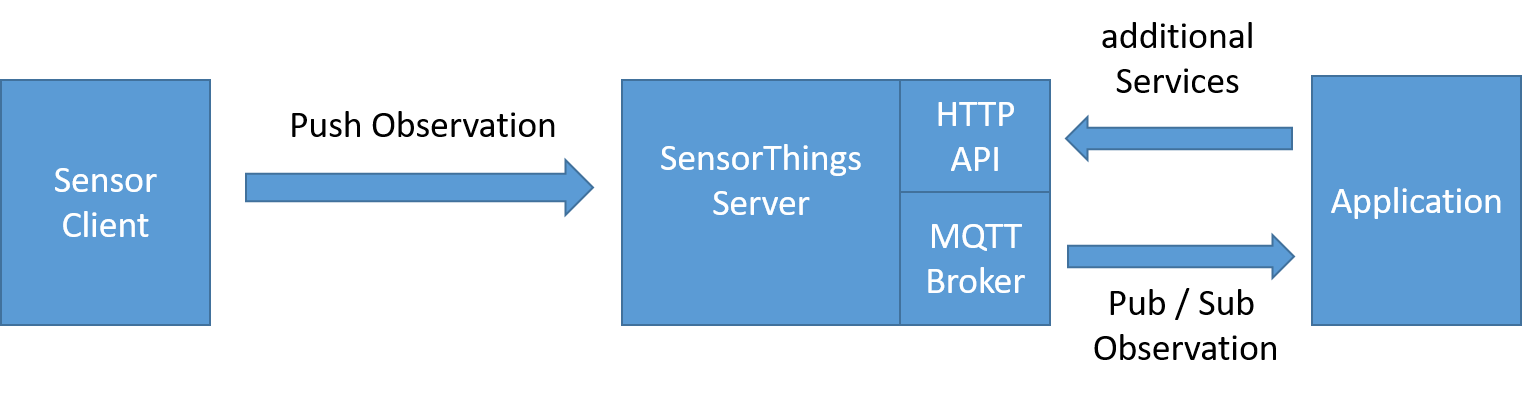 Sensor
Client
Push Observation
SensorThings
Server
HTTP
API
MQTT
Broker
additional
Services
Pub / Sub
Observation
Application